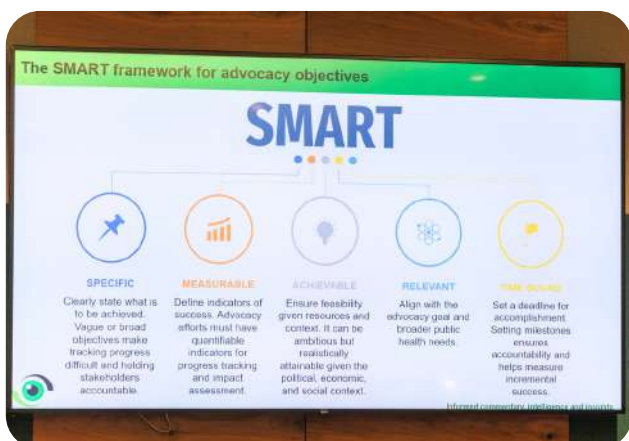 The SMART framework for advocacy objectives
SMART
SPECIFIC
Clearly state what is
to be achieved.
Vague or broad
objectives make
tracking progress
difficult and holding
stakeholders
accountable.
MEASURABLE
Define indicators of
success. Advocacy
efforts must have
quantifiable
indicators for
progress tracking
and impact
assessment.
ACHIEVABLE
Ensure feasibility
given resources and
context. It can be
ambitious but
realistically
attainable given the
political, economic,
and social context.
RELEVANT
Align with the
advocacy goal and
broader public
health needs.
TIME BOUND
Set a deadline for
accomplishment.
Setting milestones
ensures
accountability and
helps measure
incremental
success.
Informed commentary, intelligence and insights